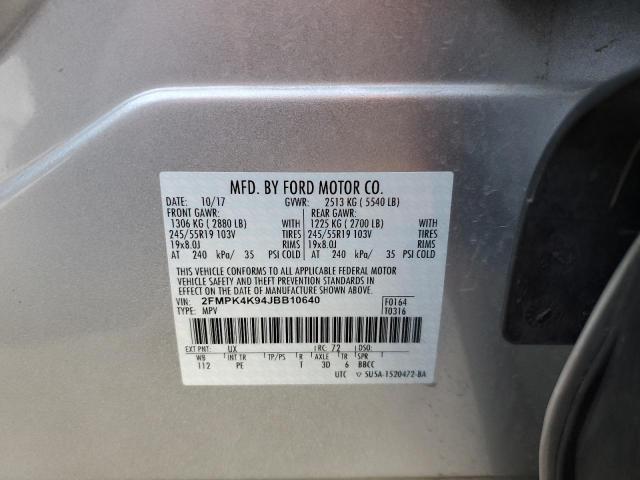 MFD. BY FORD MOTOR CO.
DATE: 10/17 GVWR: 2513 KG ( 5540 LB)
FRONT GAWR: REAR GAWR:
1306 KG ( 2880 LB) WITH 1225 KG ( 2700 LB) WITH
245/55R19 103V TIRES 245/55R19 103V TIRES
19x8.0J RIMS 19x8.0J RIMS
AT 240 kPa/ 35 PSI COLD AT 240 kPa/ 35 PSI COLD
THIS VEHICLE CONFORMS TO ALL APPLICABLE FEDERAL MOTOR
VEHICLE SAFETY AND THEFT PREVENTION STANDARDS IN EFFECT
ON THE DATE OF MANUFACTURE SHOWN ABOVE.
VIN: 2FMPK4K94JBB10640 F0164
TYPE: MPV T0316
EXT PNT: UX RC: 72 DSO:
WB INT TR TP/PS R AXLE TR SPR
112 PE 1 3D 6 BBCC
UTC ▽ 5U5A-1520472-BA